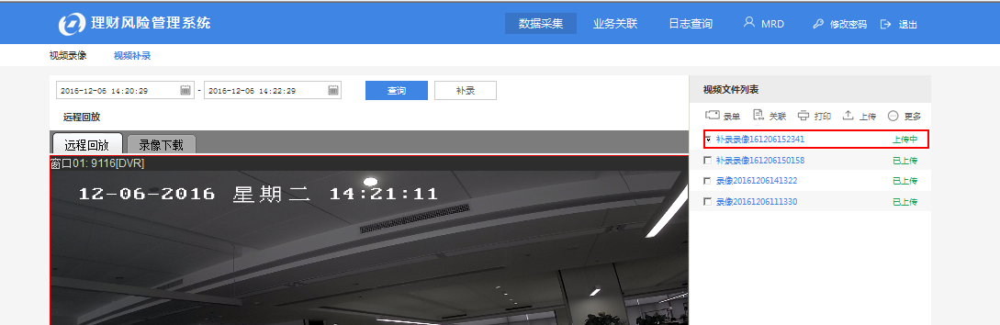 理财风险管理系统
数据采集 业务关联 日志查询 MRD 修改密码 退出
视频录像 视频补录
2016-12-06 14:20:29 - 2016-12-06 14:22:29 查询 补录
远程回放
远程回放 录像下载
窗口01: 9116[DVR]
12-06-2016 星期二 14:21:11
视频文件列表
录单 关联 打印 上传 更多
补录录像161206152341 上传中
补录录像161206150158 已上传
录像20161206141322 已上传
录像20161206111330 已上传